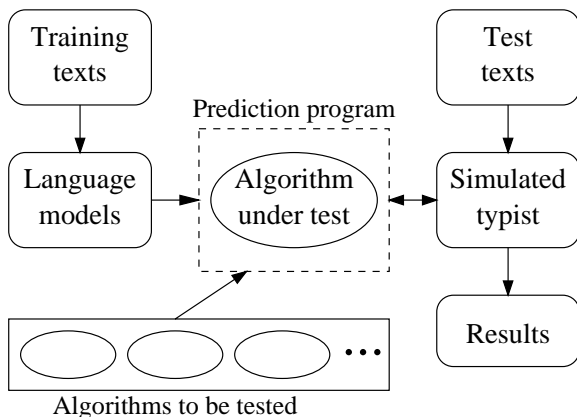 Training
texts
Test
texts
Prediction program
Language
models
Algorithm
under test
Simulated
typist
Results
Algorithms to be tested